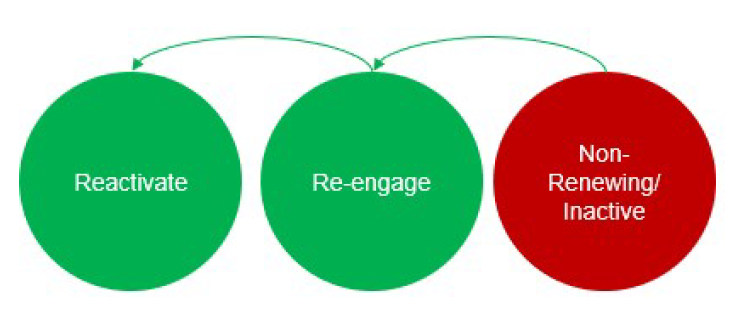 Reactivate
Re-engage
Non-
Renewing/
Inactive